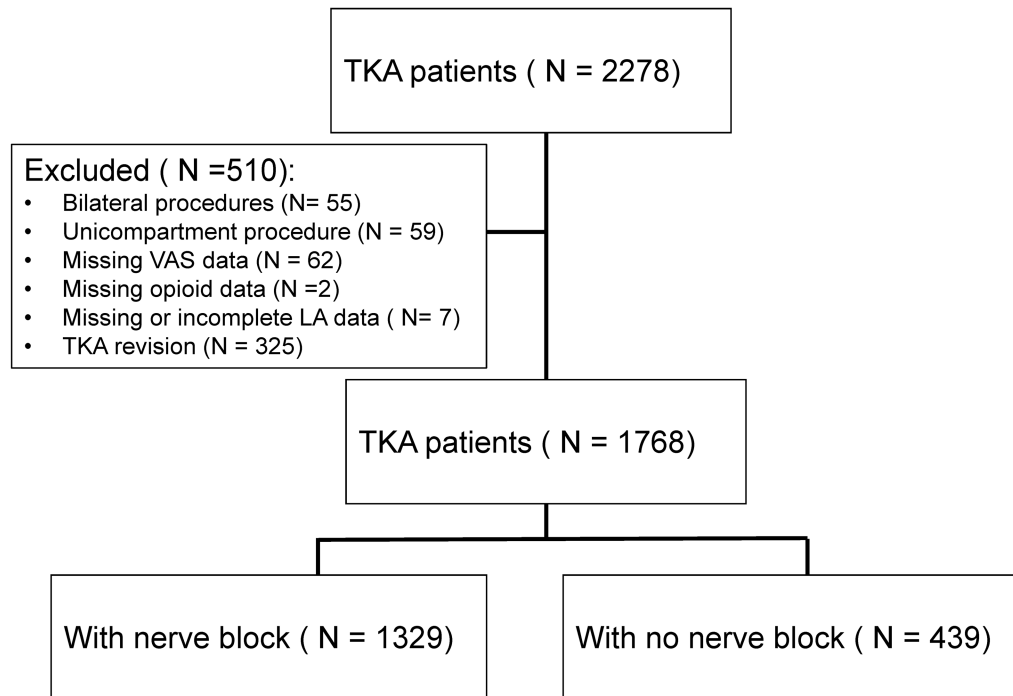 TKA patients ( N = 2278)
Excluded ( N =510):
• Bilateral procedures (N= 55)
• Unicompartment procedure (N = 59)
• Missing VAS data (N = 62)
• Missing opioid data (N =2)
• Missing or incomplete LA data ( N= 7)
• TKA revision (N = 325)
TKA patients ( N = 1768)
With nerve block ( N = 1329)
With no nerve block ( N = 439)